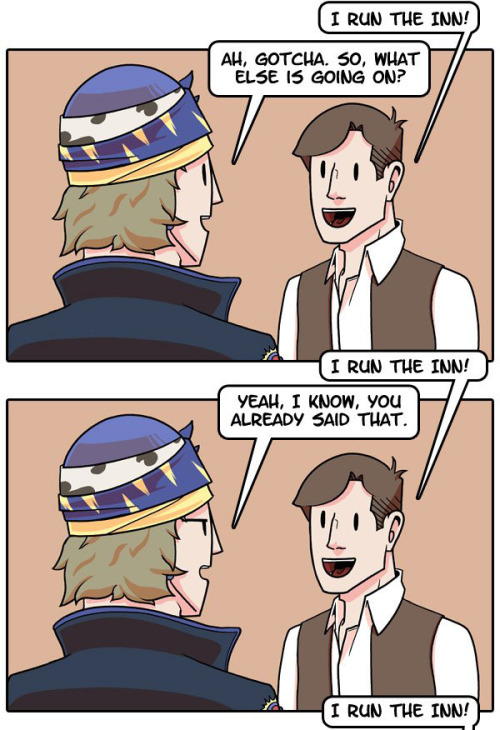 I RUN THE INN!
AH, GOTCHA. SO, WHAT
ELSE IS GOING ON?
I RUN THE INN!
YEAH, I KNOW, YOU
ALREADY SAID THAT.
I RUN THE INN!